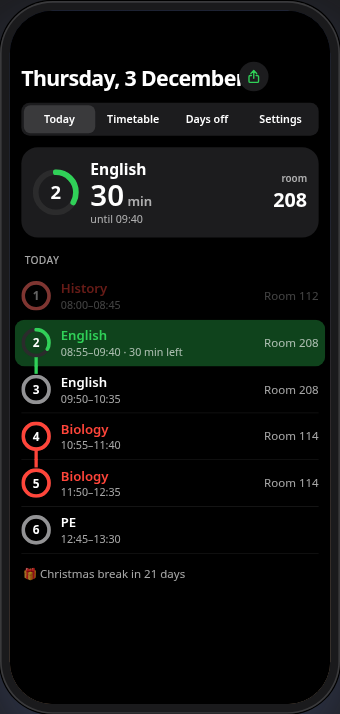 Thursday, 3 December
Today Timetable Days off Settings
English
2
30 min
until 09:40
room
208
TODAY
1 History Room 112
08:00–08:45
2 English Room 208
08:55–09:40 · 30 min left
3 English Room 208
09:50–10:35
4 Biology Room 114
10:55–11:40
5 Biology Room 114
11:50–12:35
6 PE
12:45–13:30
🎁 Christmas break in 21 days